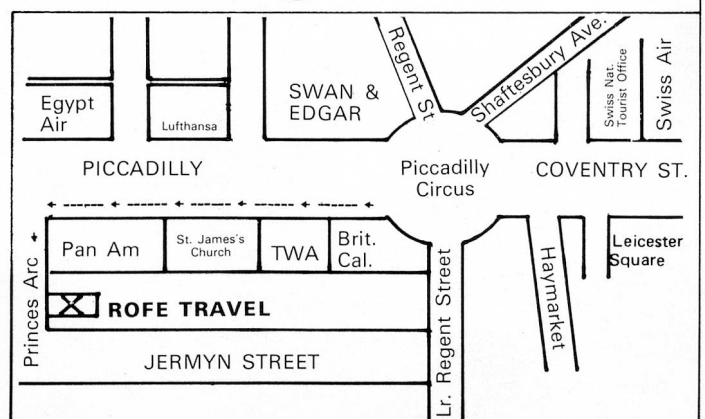 Regent St
Shaftesbury Ave.
Swiss Nat.
Tourist Office
Swiss Air
Egypt
Air
Lufthansa
SWAN &
EDGAR
PICCADILLY
Piccadilly
Circus
COVENTRY ST.
Pan Am
St. James's
Church
TWA
Brit.
Cal.
Princes Arc
Haymarket
Leicester
Square
ROFE TRAVEL
Lr. Regent Street
JERMYN STREET